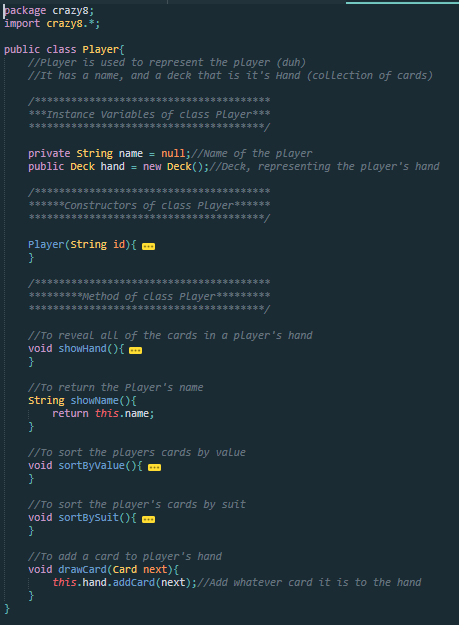 package crazy8;
import crazy8.*;
public class Player{
//Player is used to represent the player (duh)
//It has a name, and a deck that is it's Hand (collection of cards)
/***************************************
***Instance Variables of class Player***
***************************************/
private String name = null;//Name of the player
public Deck hand = new Deck();//Deck, representing the player's hand
/***************************************
******Constructors of class Player******
***************************************/
Player(String id){ ...
}
/***************************************
*********Method of class Player*********
***************************************/
//To reveal all of the cards in a player's hand
void showHand(){ ...
}
//To return the Player's name
String showName(){
return this.name;
}
//To sort the players cards by value
void sortByValue(){ ...
}
//To sort the player's cards by suit
void sortBySuit(){ ...
}
//To add a card to player's hand
void drawCard(Card next){
this.hand.addCard(next);//Add whatever card it is to the hand
}
}